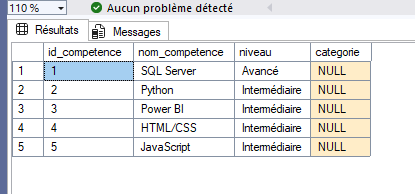 110 % Aucun problème détecté
Résultats Messages
id_competence nom_competence niveau categorie
1 1 SQL Server Avancé NULL
2 2 Python Intermédiaire NULL
3 3 Power BI Intermédiaire NULL
4 4 HTML/CSS Intermédiaire NULL
5 5 JavaScript Intermédiaire NULL